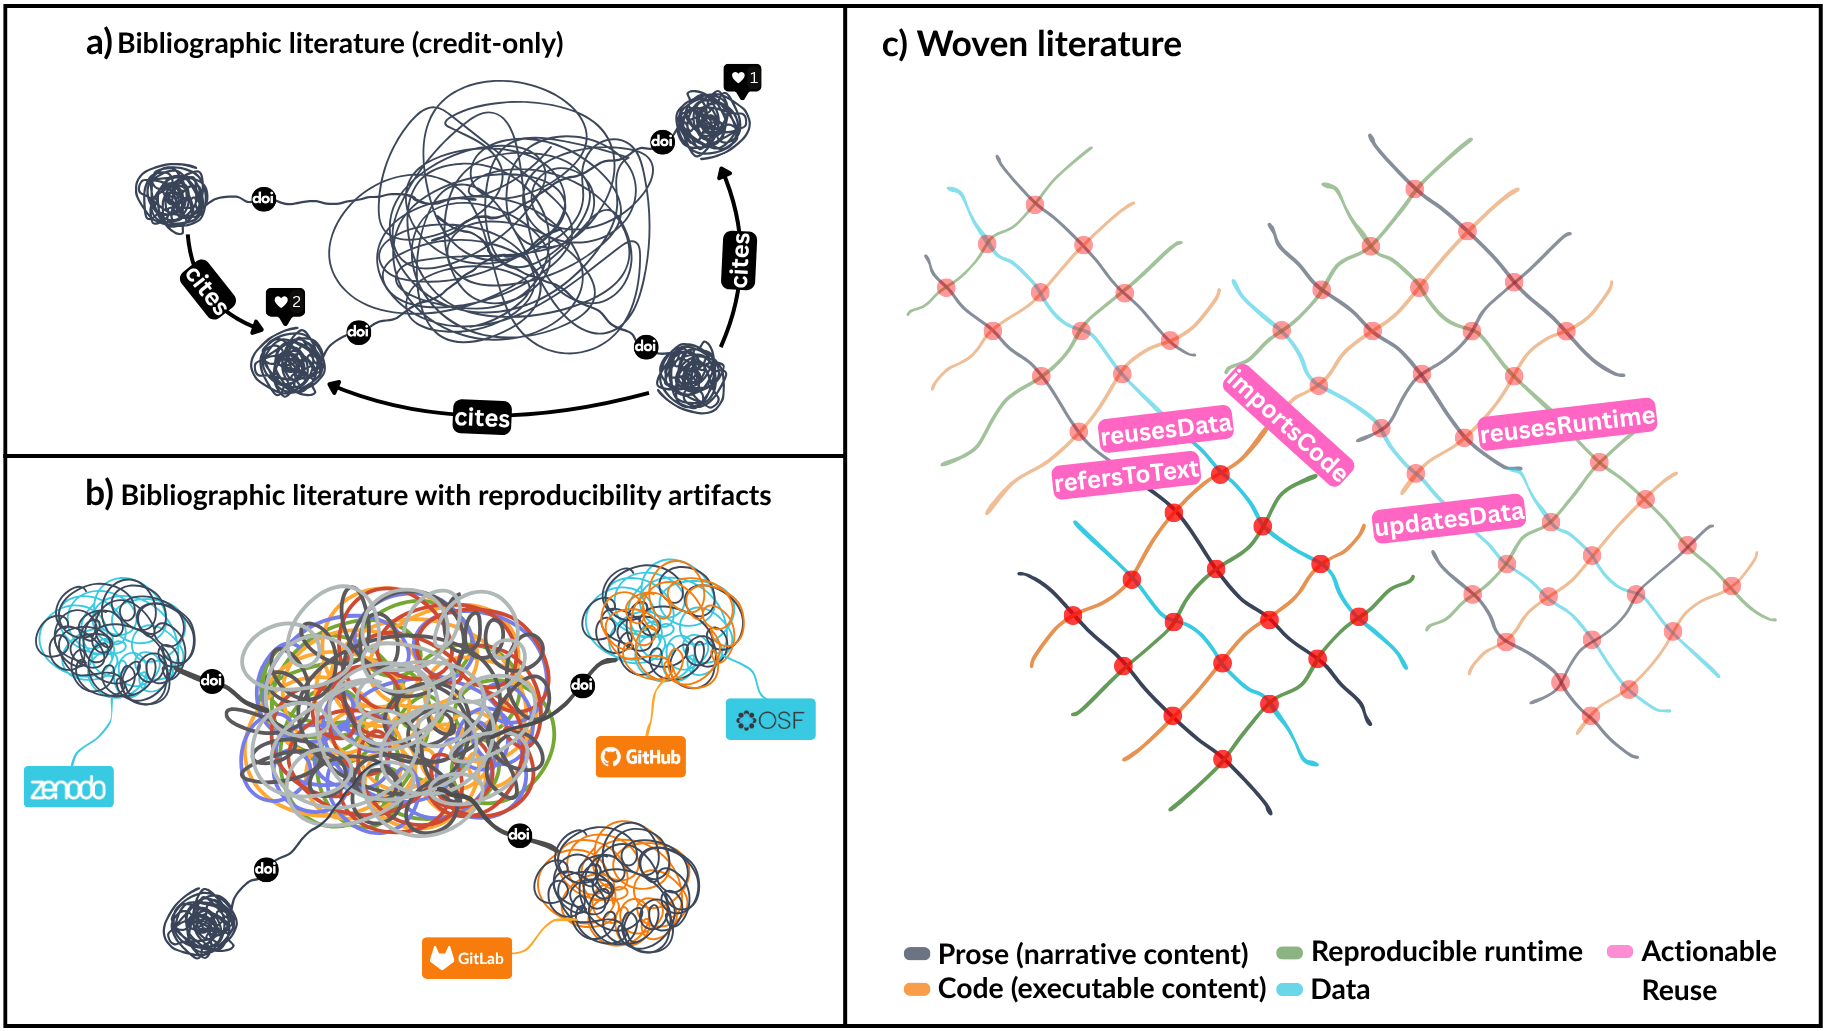 a) Bibliographic literature (credit-only)
1
doi
doi
cites
cites
2
doi
doi
cites
b) Bibliographic literature with reproducibility artifacts
doi
doi
OSF
GitHub
zenodo
doi
doi
GitLab
c) Woven literature
importsCode
reusesData
reusesRuntime
refersToText
updatesData
Prose (narrative content)
Reproducible runtime
Actionable
Code (executable content)
Data
Reuse